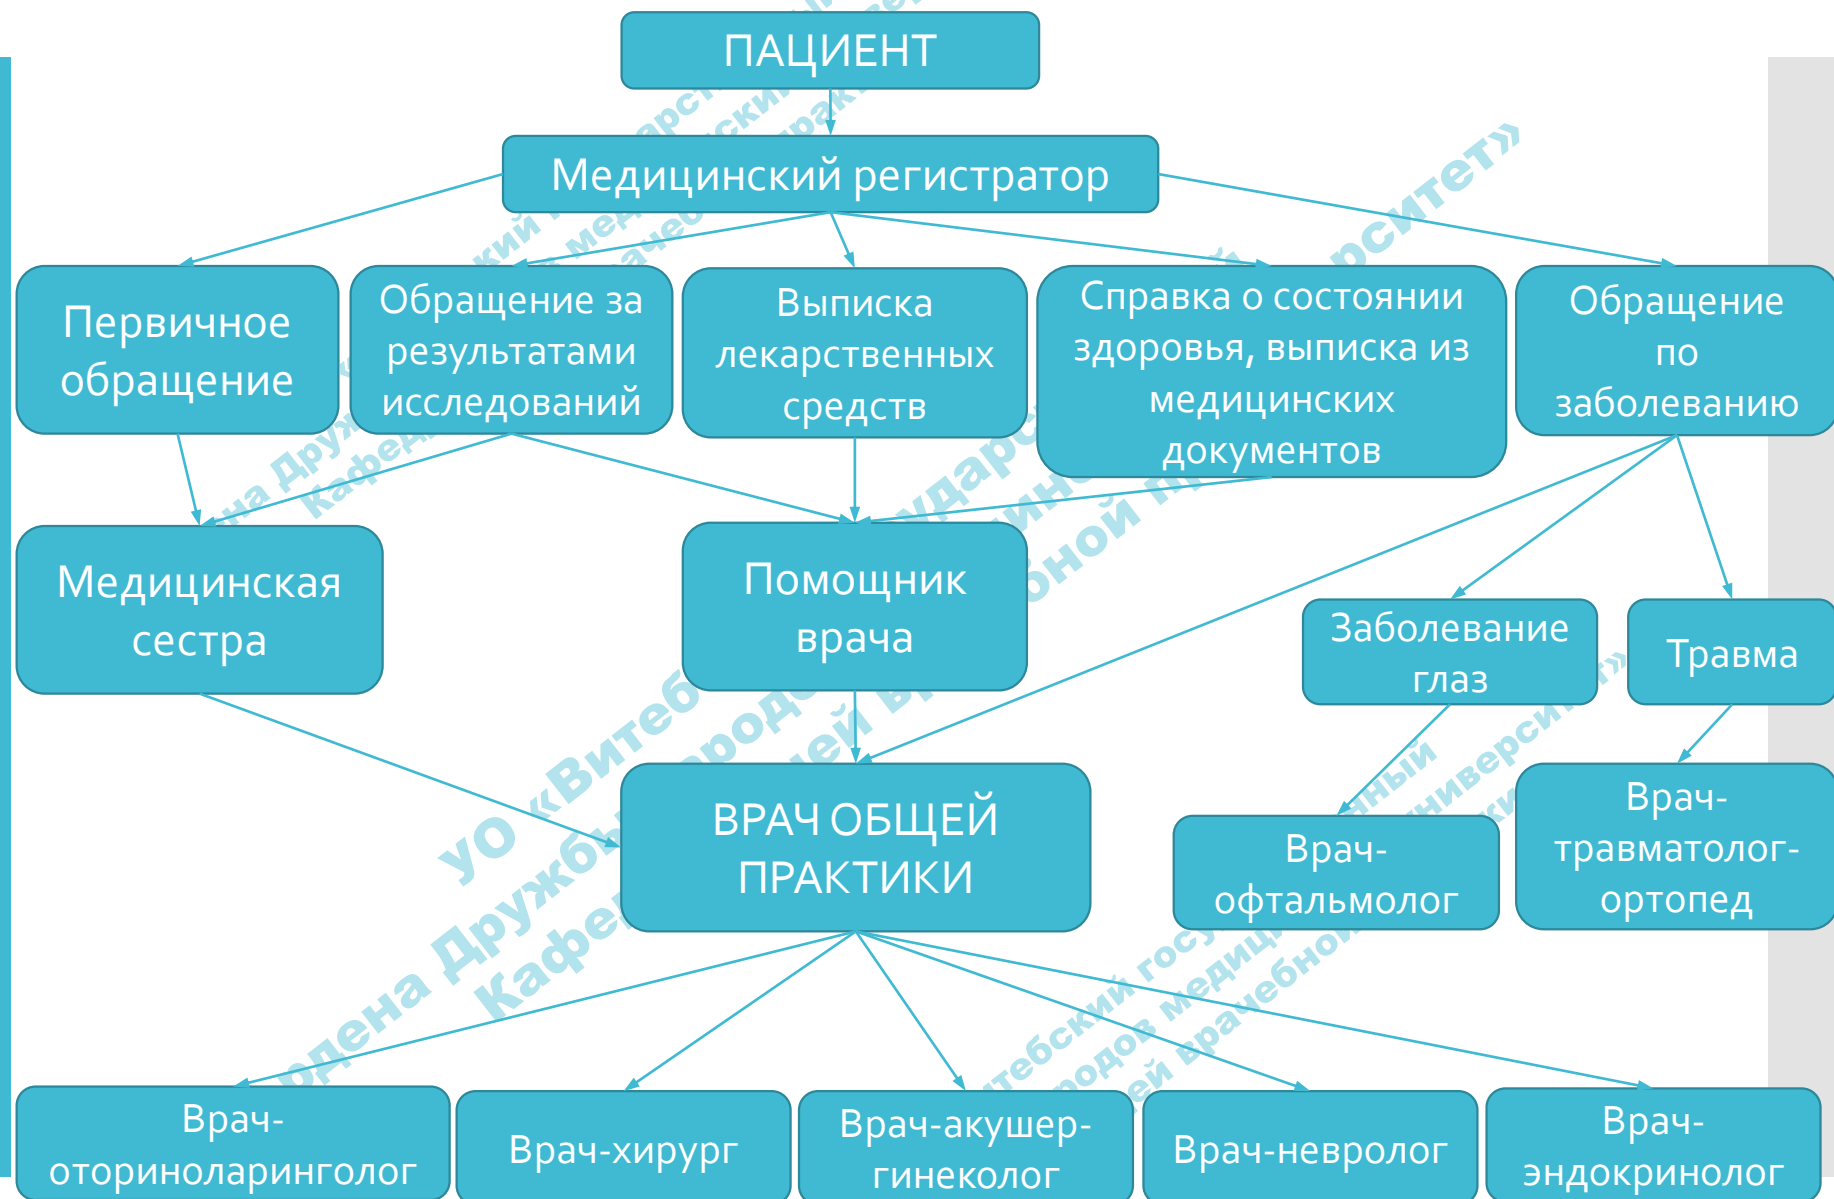 ПАЦИЕНТ
Медицинский регистратор
Первичное
обращение
Обращение за
результатами
исследований
Выписка
лекарственных
средств
Справка о состоянии
здоровья, выписка из
медицинских
документов
Обращение
по
заболеванию
Медицинская
сестра
Помощник
врача
Заболевание
глаз
Травма
ВРАЧ ОБЩЕЙ
ПРАКТИКИ
Врач-
офтальмолог
Врач-
травматолог-
ортопед
Врач-
оториноларинголог
Врач-хирург
Врач-акушер-
гинеколог
Врач-невролог
Врач-
эндокринолог